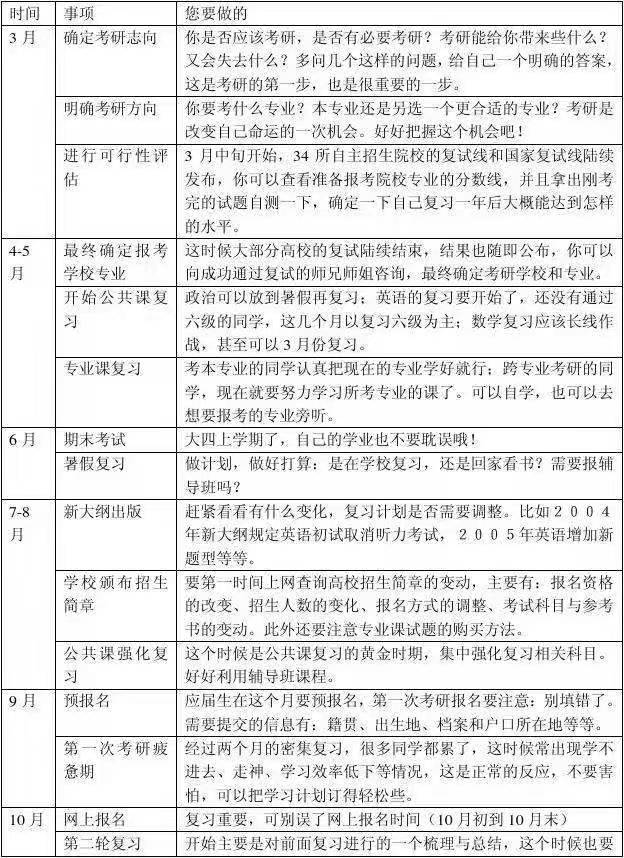 时间 事项 您要做的
3 月 确定考研志向 你是否应该考研，是否有必要考研？考研能给你带来些什么？
又会失去什么？多问几个这样的问题，给自己一个明确的答案，
这是考研的第一步，也是很重要的一步。
明确考研方向 你要考什么专业？本专业还是另选一个更合适的专业？考研是
改变自己命运的一次机会。好好把握这个机会吧！
进行可行性评 3 月中旬开始，34 所自主招生院校的复试线和国家复试线陆续
估 发布，你可以查看准备报考院校专业的分数线，并且拿出刚考
完的试题自测一下，确定一下自己复习一年后大概能达到怎样
的水平。
4-5 最终确定报考 这时候大部分高校的复试陆续结束，结果也随即公布，你可以
月 学校专业 向成功通过复试的师兄师姐咨询，最终确定考研学校和专业。
开始公共课复 政治可以放到暑假再复习；英语的复习要开始了，还没有通过
习 六级的同学，这几个月以复习六级为主；数学复习应该长线作
战，甚至可以 3 月份复习。
专业课复习 考本专业的同学认真把现在的专业学好就行；跨专业考研的同
学，现在就要努力学习所考专业的课了。可以自学，也可以去
想要报考的专业旁听。
6 月 期末考试 大四上学期了，自己的学业也不要耽误哦！
暑假复习 做计划，做好打算：是在学校复习，还是回家看书？需要报辅
导班吗？
7-8 新大纲出版 赶紧看看有什么变化，复习计划是否需要调整。比如２００４
月 年新大纲规定英语初试取消听力考试，２００５年英语增加新
题型等等。
学校颁布招生 要第一时间上网查询高校招生简章的变动，主要有：报名资格
简章 的改变、招生人数的变化、报名方式的调整、考试科目与参考
书的变动。此外还要注意专业课试题的购买方法。
公共课强化复 这个时候是公共课复习的黄金时期，集中强化复习相关科目。
习 好好利用辅导班课程。
9 月 预报名 应届生在这个月要预报名，第一次考研报名要注意：别填错了。
需要提交的信息有：籍贯、出生地、档案和户口所在地等等。
第一次考研疲 经过两个月的密集复习，很多同学都累了，这时候常出现学不
惫期 进去、走神、学习效率低下等情况，这是正常的反应，不要害
怕，可以把学习计划订得轻松些。
10 月 网上报名 复习重要，可别误了网上报名时间（10 月初到 10 月末）
第二轮复习 开始主要是对前面复习进行的一个梳理与总结，这个时候也要